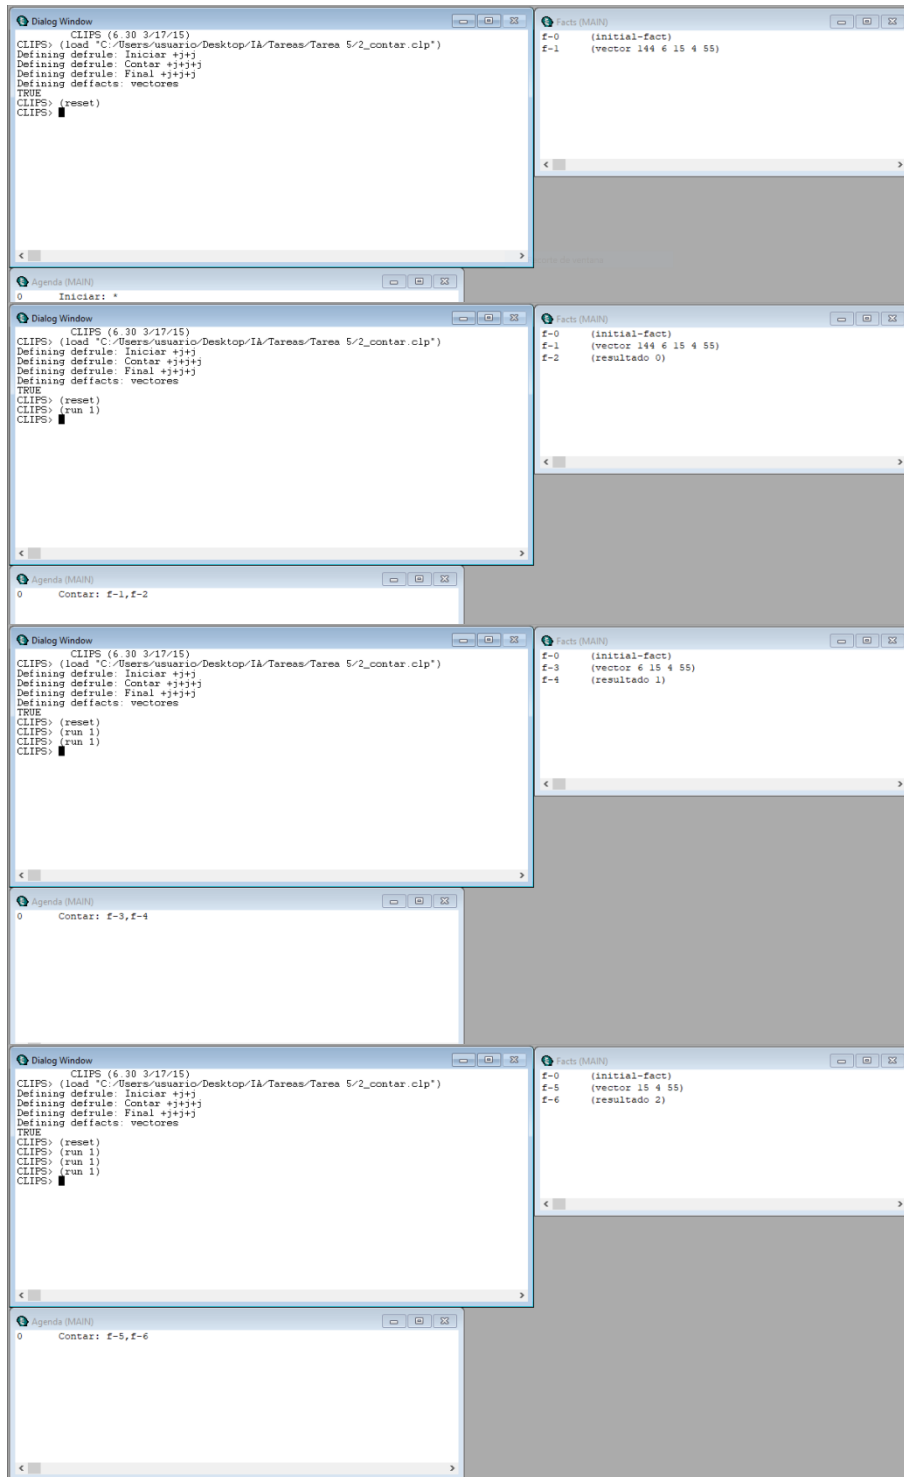 Dialog Window
CLIPS (6.30 3/17/15)
CLIPS> (load "C:/Users/usuario/Desktop/IA/Tareas/Tarea 5/2_contar.clp")
Defining defrule: Iniciar +j+j
Defining defrule: Contar +j+j+j
Defining defrule: Final +j+j+j
Defining deffacts: vectores
TRUE
CLIPS> (reset)
CLIPS>
Facts (MAIN)
f-0 (initial-fact)
f-1 (vector 144 6 15 4 55)
Agenda (MAIN)
0 Iniciar: *
Dialog Window
CLIPS (6.30 3/17/15)
CLIPS> (load "C:/Users/usuario/Desktop/IA/Tareas/Tarea 5/2_contar.clp")
Defining defrule: Iniciar +j+j
Defining defrule: Contar +j+j+j
Defining defrule: Final +j+j+j
Defining deffacts: vectores
TRUE
CLIPS> (reset)
CLIPS> (run 1)
CLIPS>
Facts (MAIN)
f-0 (initial-fact)
f-1 (vector 144 6 15 4 55)
f-2 (resultado 0)
Agenda (MAIN)
0 Contar: f-1,f-2
Dialog Window
CLIPS (6.30 3/17/15)
CLIPS> (load "C:/Users/usuario/Desktop/IA/Tareas/Tarea 5/2_contar.clp")
Defining defrule: Iniciar +j+j
Defining defrule: Contar +j+j+j
Defining defrule: Final +j+j+j
Defining deffacts: vectores
TRUE
CLIPS> (reset)
CLIPS> (run 1)
CLIPS> (run 1)
CLIPS>
Facts (MAIN)
f-0 (initial-fact)
f-3 (vector 6 15 4 55)
f-4 (resultado 1)
Agenda (MAIN)
0 Contar: f-3,f-4
Dialog Window
CLIPS (6.30 3/17/15)
CLIPS> (load "C:/Users/usuario/Desktop/IA/Tareas/Tarea 5/2_contar.clp")
Defining defrule: Iniciar +j+j
Defining defrule: Contar +j+j+j
Defining defrule: Final +j+j+j
Defining deffacts: vectores
TRUE
CLIPS> (reset)
CLIPS> (run 1)
CLIPS> (run 1)
CLIPS> (run 1)
CLIPS>
Facts (MAIN)
f-0 (initial-fact)
f-5 (vector 15 4 55)
f-6 (resultado 2)
Agenda (MAIN)
0 Contar: f-5,f-6